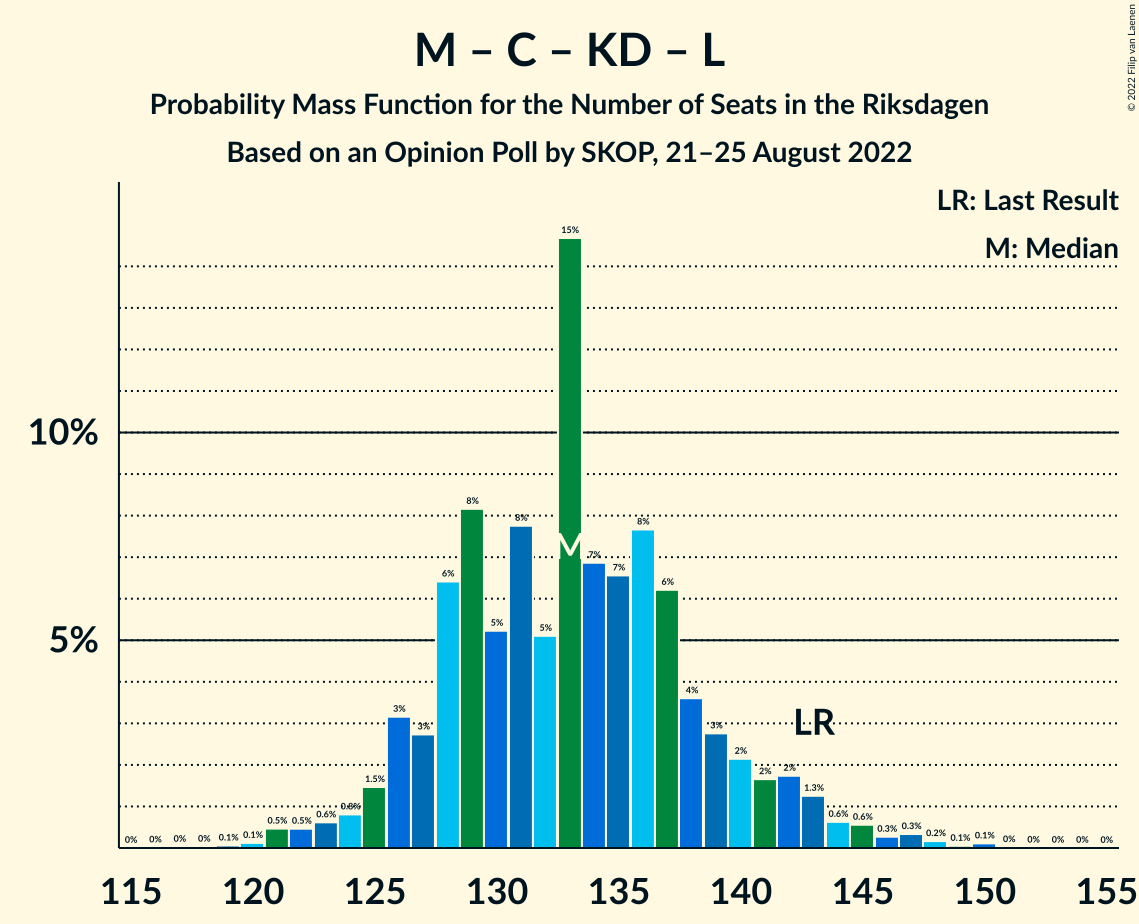 M – C – KD – L
Probability Mass Function for the Number of Seats in the Riksdagen
Based on an Opinion Poll by SKOP, 21–25 August 2022
© 2022 Filip van Laenen
LR: Last Result
M: Median
10%
5%
0% 0% 0% 0% 0.1% 0.1% 0.5% 0.5% 0.6% 0.8% 1.5% 3% 3% 6% 8% 5% 8% 5% 15% 7% 7% 8% 6% 4% 3% 2% 2% 2% 1.3% 0.6% 0.6% 0.3% 0.3% 0.2% 0.1% 0.1% 0% 0% 0% 0% 0%
M
LR
115 120 125 130 135 140 145 150 155